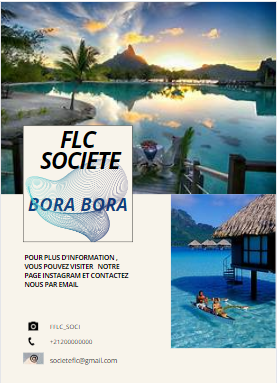 FLC
SOCIETE
BORA BORA
POUR PLUS D'INFORMATION ,
VOUS POUVEZ VISITER NOTRE
PAGE INSTAGRAM ET CONTACTEZ
NOUS PAR EMAIL
FFLC_SOCI
+21200000000
societeflc@gmail.com